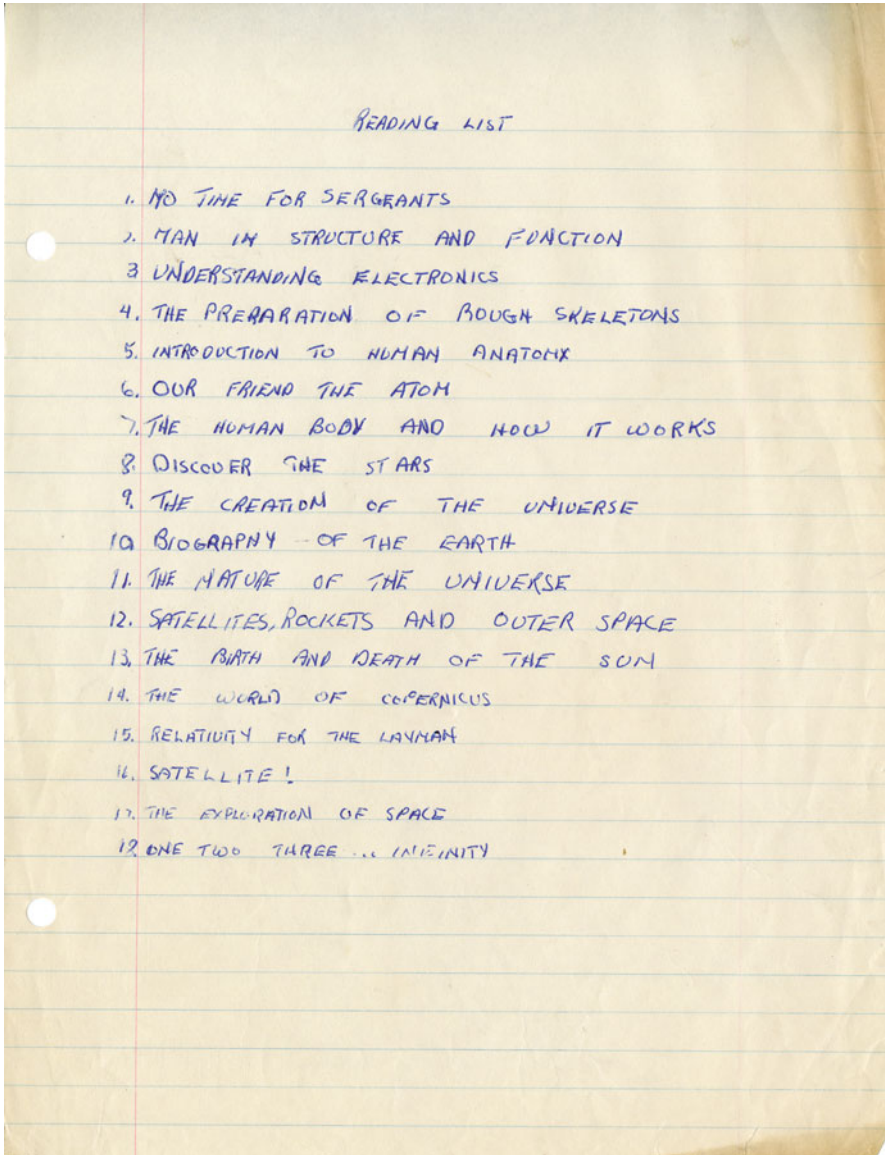 READING LIST
1. NO TIME FOR SERGEANTS
2. MAN IN STRUCTURE AND FUNCTION
3 UNDERSTANDING ELECTRONICS
4. THE PREPARATION OF ROUGH SKELETONS
5. INTRODUCTION TO HUMAN ANATOMY
6. OUR FRIEND THE ATOM
7. THE HUMAN BODY AND HOW IT WORKS
8. DISCOVER THE STARS
9. THE CREATION OF THE UNIVERSE
10 BIOGRAPHY OF THE EARTH
11. THE NATURE OF THE UNIVERSE
12. SATELLITES, ROCKETS AND OUTER SPACE
13. THE BIRTH AND DEATH OF THE SUN
14. THE WORLD OF COPERNICUS
15. RELATIVITY FOR THE LAYMAN
16. SATELLITE!
17. THE EXPLORATION OF SPACE
18 ONE TWO THREE ... INFINITY